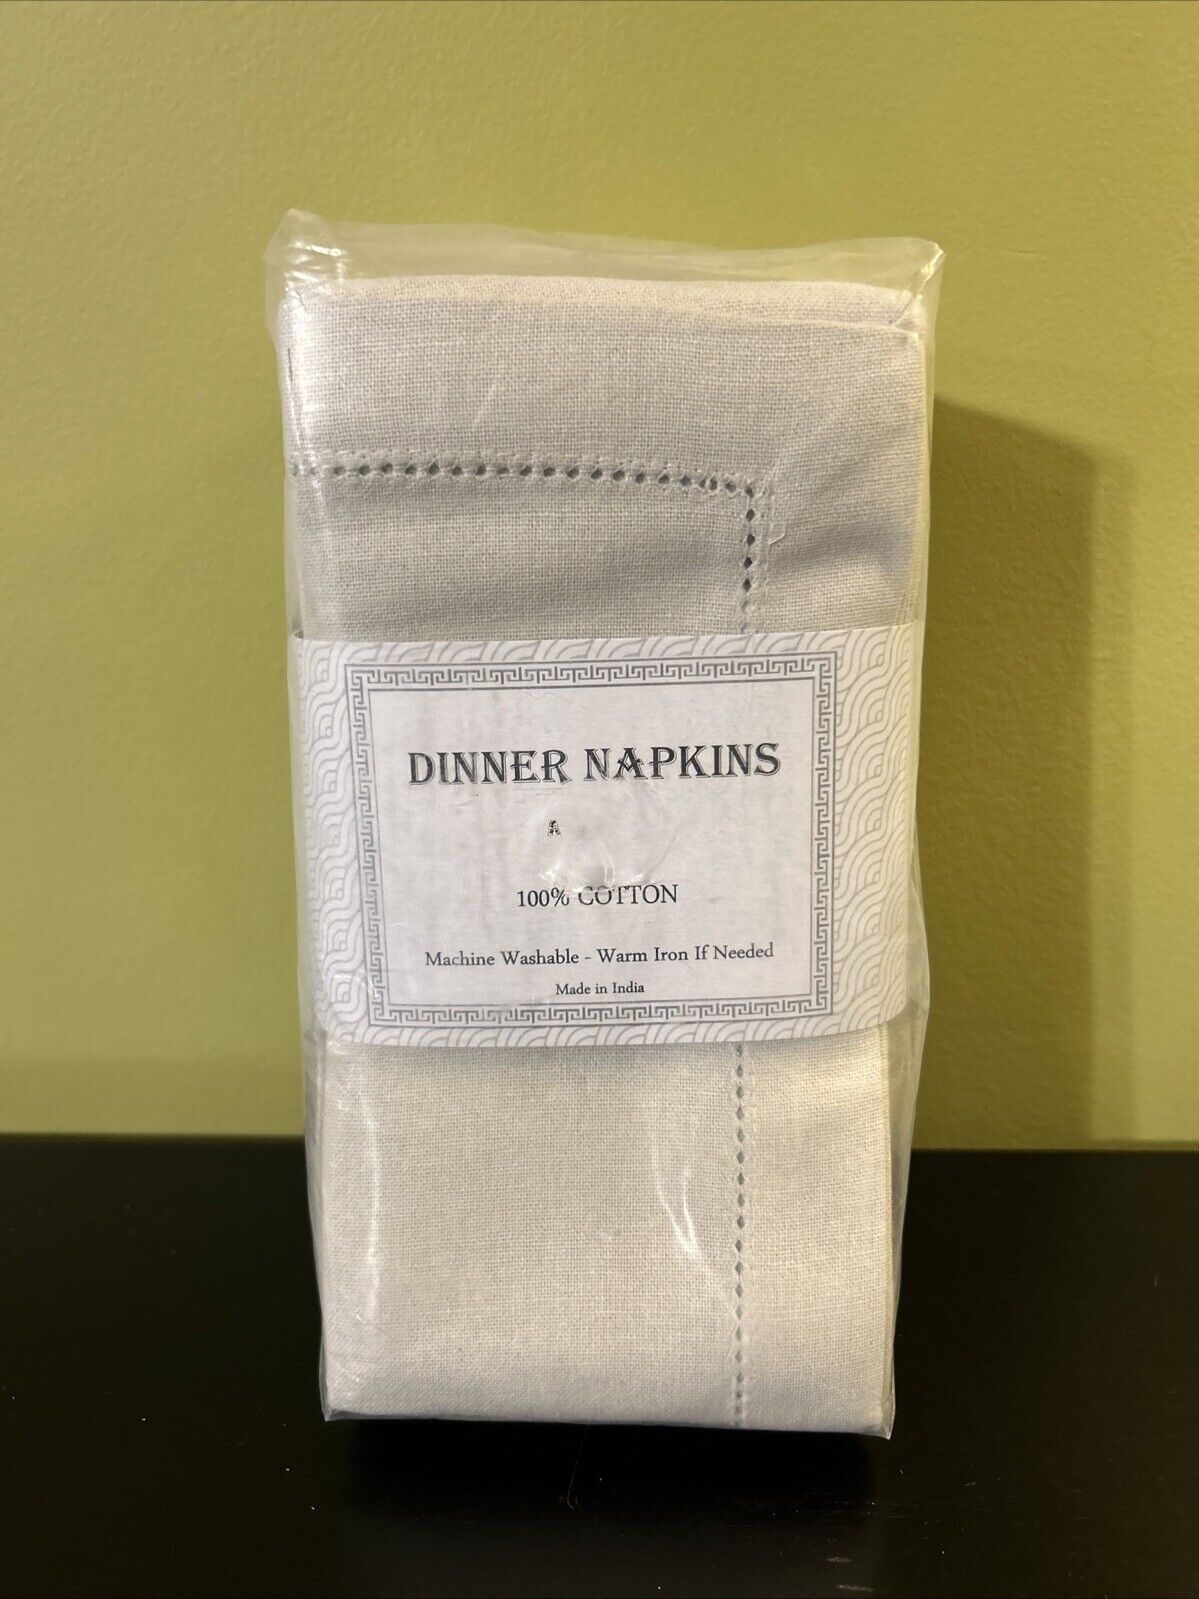 DINNER NAPKINS
A
100% COTTON
Machine Washable - Warm Iron If Needed
Made in India